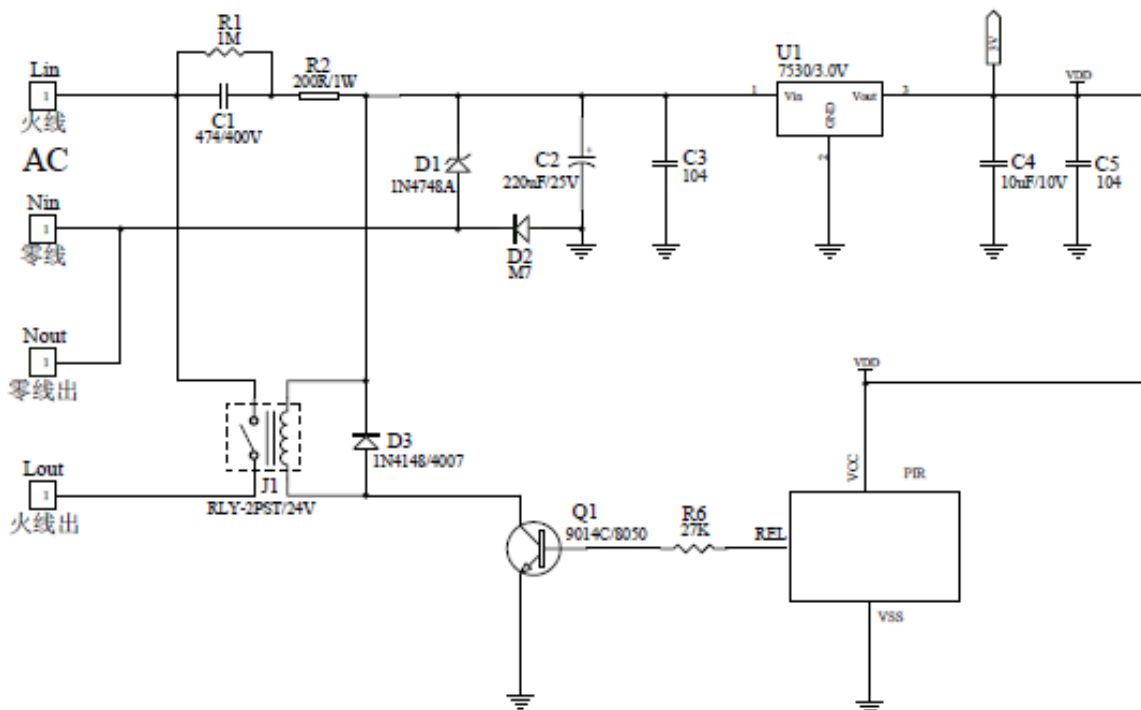 R1
1M
Lin
1
火线
R2
200R/1W
C1
474/400V
AC
Nin
1
零线
D1
1N4748A
C2
+
220uF/25V
D2
M7
C3
104
U1
7530/3.0V
1
Vin
Vout
3
GND
2
3V
VDD
C4
10uF/10V
C5
104
Nout
1
零线出
Lout
1
火线出
J1
RLY-2PST/24V
D3
1N4148/4007
Q1
9014C/8050
R6
27K
REL
VDD
VCC
PIR
VSS